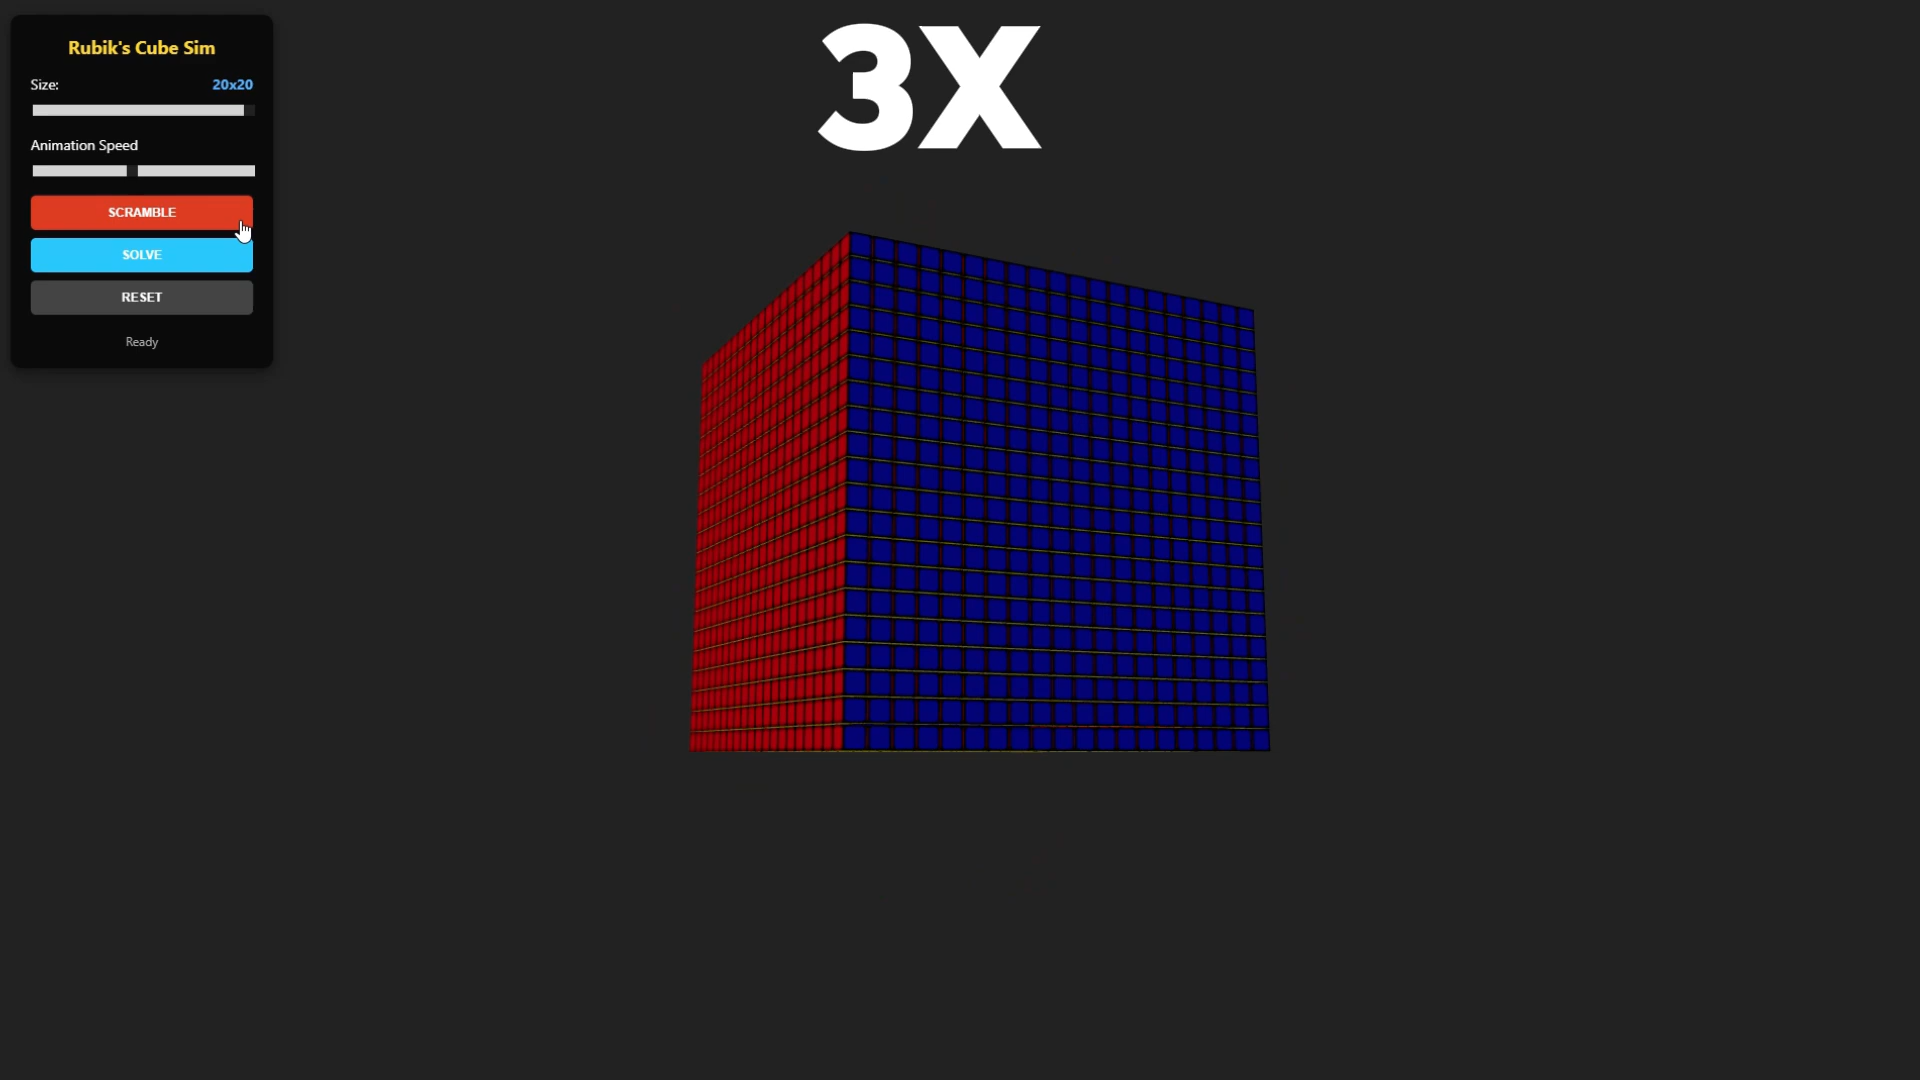 Rubik's Cube Sim
Size: 20x20
Animation Speed
SCRAMBLE
SOLVE
RESET
Ready
3X